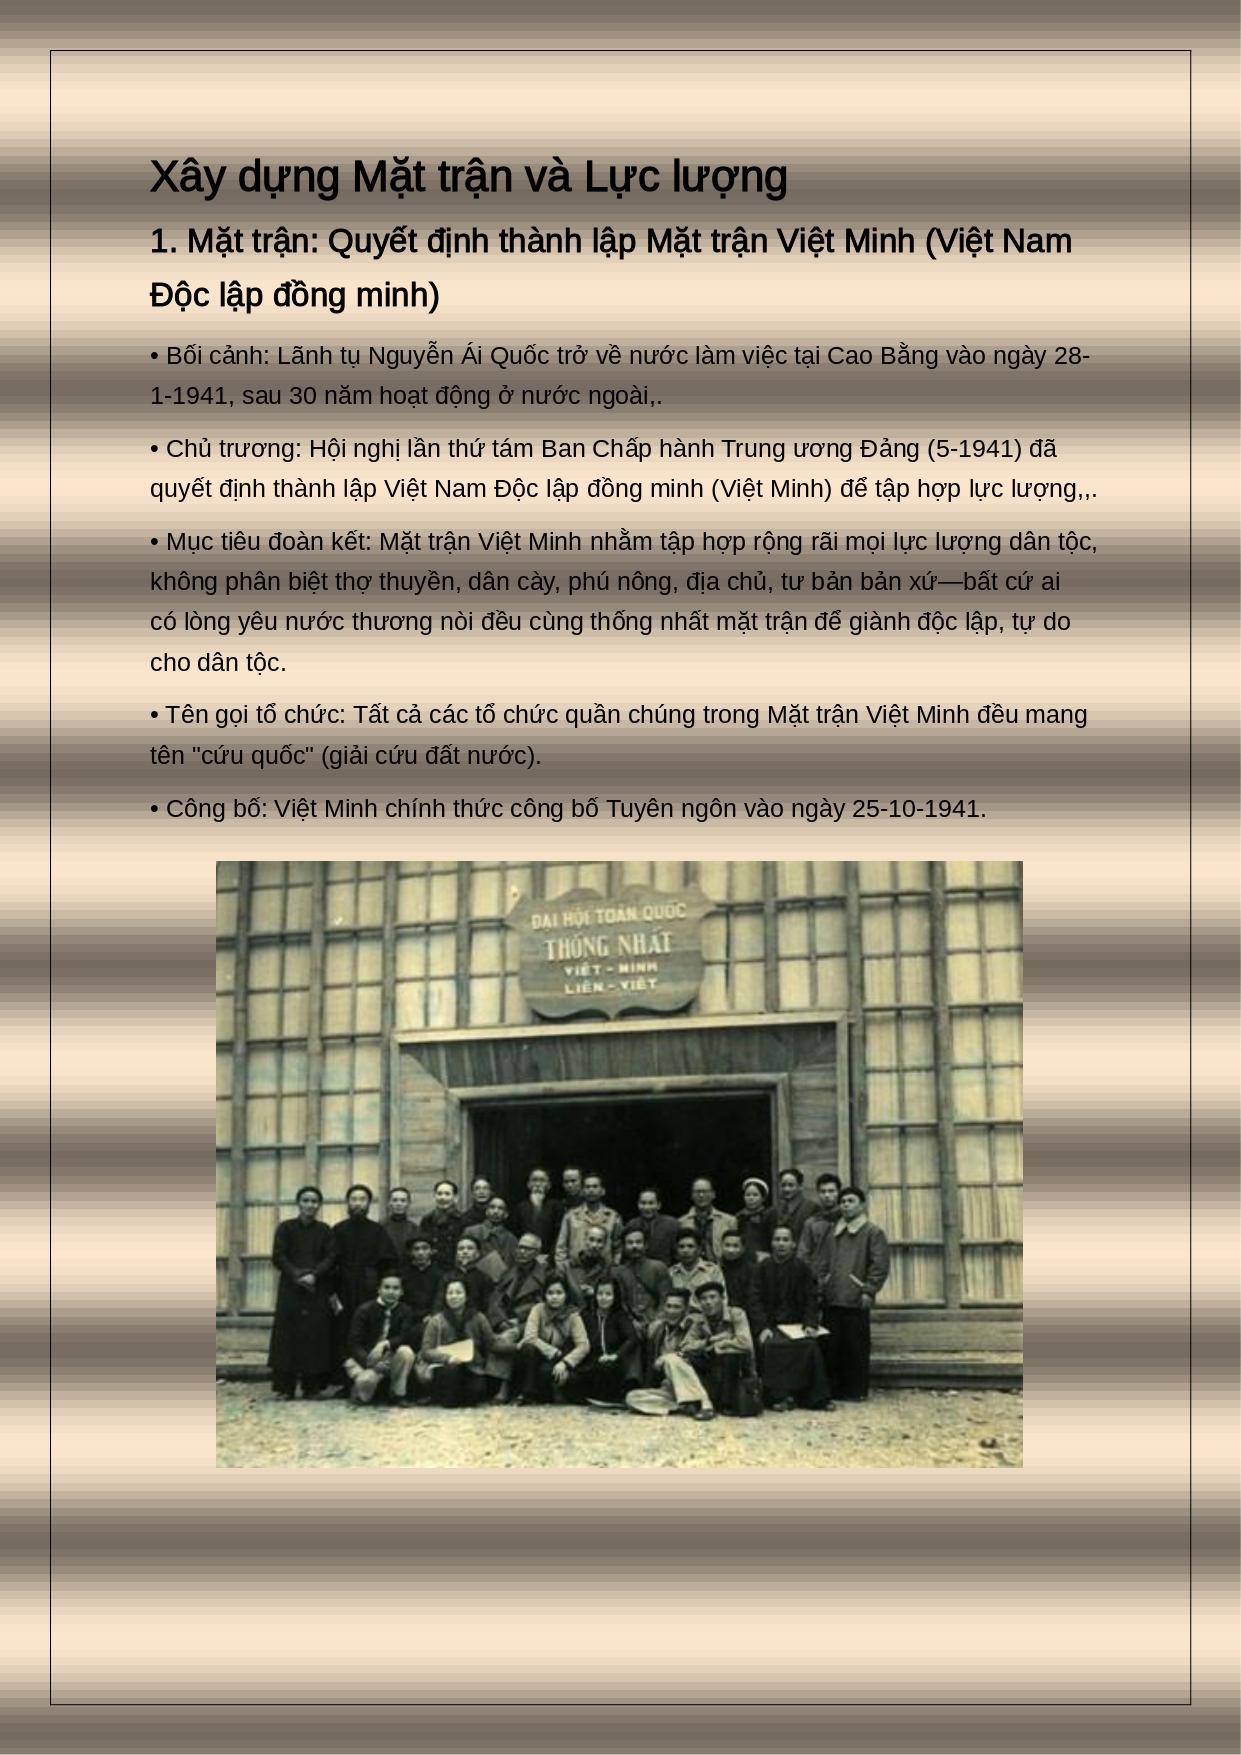 Xây dựng Mặt trận và Lực lượng
1. Mặt trận: Quyết định thành lập Mặt trận Việt Minh (Việt Nam
Độc lập đồng minh)
• Bối cảnh: Lãnh tụ Nguyễn Ái Quốc trở về nước làm việc tại Cao Bằng vào ngày 28-
1-1941, sau 30 năm hoạt động ở nước ngoài,.
• Chủ trương: Hội nghị lần thứ tám Ban Chấp hành Trung ương Đảng (5-1941) đã
quyết định thành lập Việt Nam Độc lập đồng minh (Việt Minh) để tập hợp lực lượng,,.
• Mục tiêu đoàn kết: Mặt trận Việt Minh nhằm tập hợp rộng rãi mọi lực lượng dân tộc,
không phân biệt thợ thuyền, dân cày, phú nông, địa chủ, tư bản bản xứ—bất cứ ai
có lòng yêu nước thương nòi đều cùng thống nhất mặt trận để giành độc lập, tự do
cho dân tộc.
• Tên gọi tổ chức: Tất cả các tổ chức quần chúng trong Mặt trận Việt Minh đều mang
tên "cứu quốc" (giải cứu đất nước).
• Công bố: Việt Minh chính thức công bố Tuyên ngôn vào ngày 25-10-1941.
ĐẠI HỘI TOÀN QUỐC
THỐNG NHẤT
VIỆT - MINH
LIÊN - VIỆT